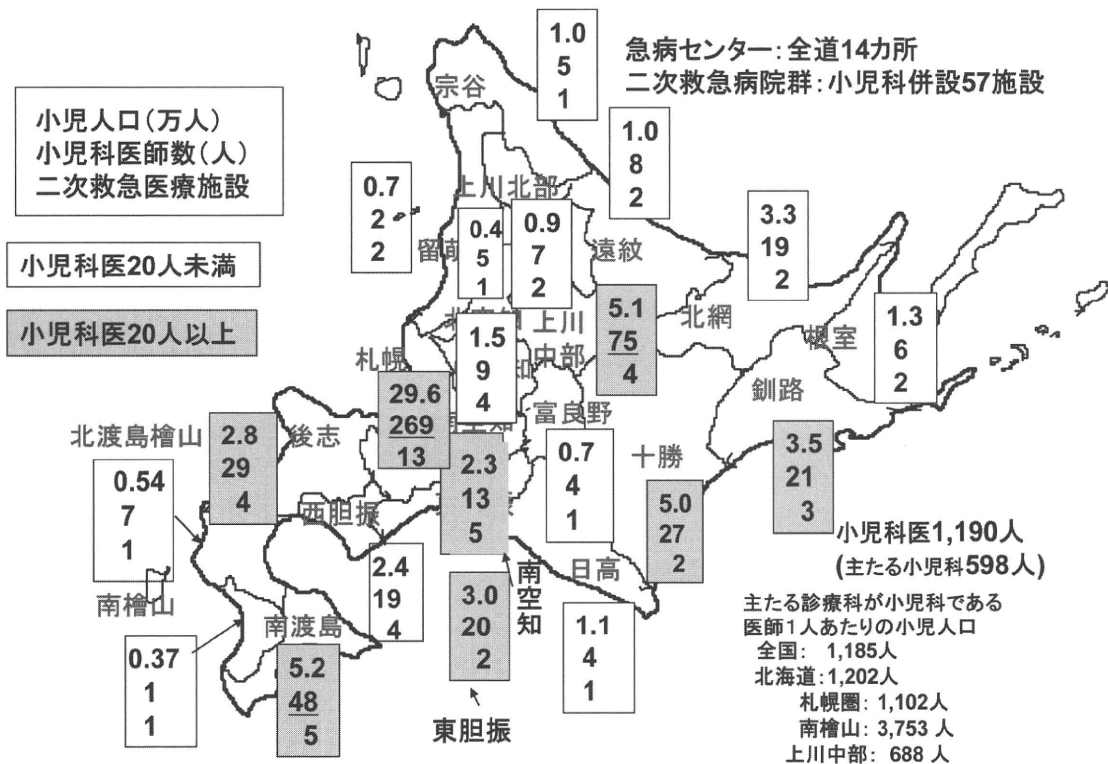 急病センター：全道14カ所
二次救急病院群：小児科併設57施設
小児人口（万人）
小児科医師数（人）
二次救急医療施設
小児科医20人未満
小児科医20人以上
1.0
5
1
宗谷
1.0
8
2
上川北部
0.7
2
2
留
0.4
5
1
0.9
7
2
遠紋
3.3
19
2
北網
5.1
75
4
上川
中部
1.5
9
4
知
1.3
6
2
根室
釧路
札幌
29.6
269
13
富良野
北渡島檜山
2.8
29
4
後志
2.3
13
5
0.7
4
1
十勝
5.0
27
2
3.5
21
3
0.54
7
1
西胆振
南檜山
2.4
19
4
南空知
日高
3.0
20
2
東胆振
1.1
4
1
南渡島
0.37
1
1
5.2
48
5
小児科医1,190人
(主たる小児科598人)
主たる診療科が小児科である
医師1人あたりの小児人口
全国： 1,185人
北海道：1,202人
札幌圏： 1,102人
南檜山： 3,753人
上川中部： 688 人